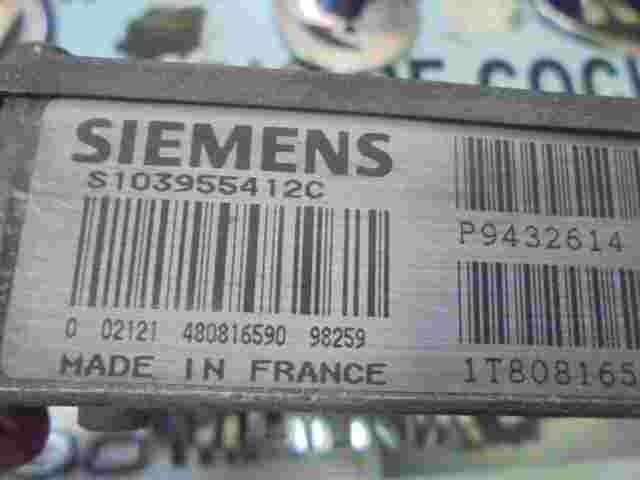 SIEMENS
S103955412C
P9432614
0 02121 480816590 98259
MADE IN FRANCE
1T808165